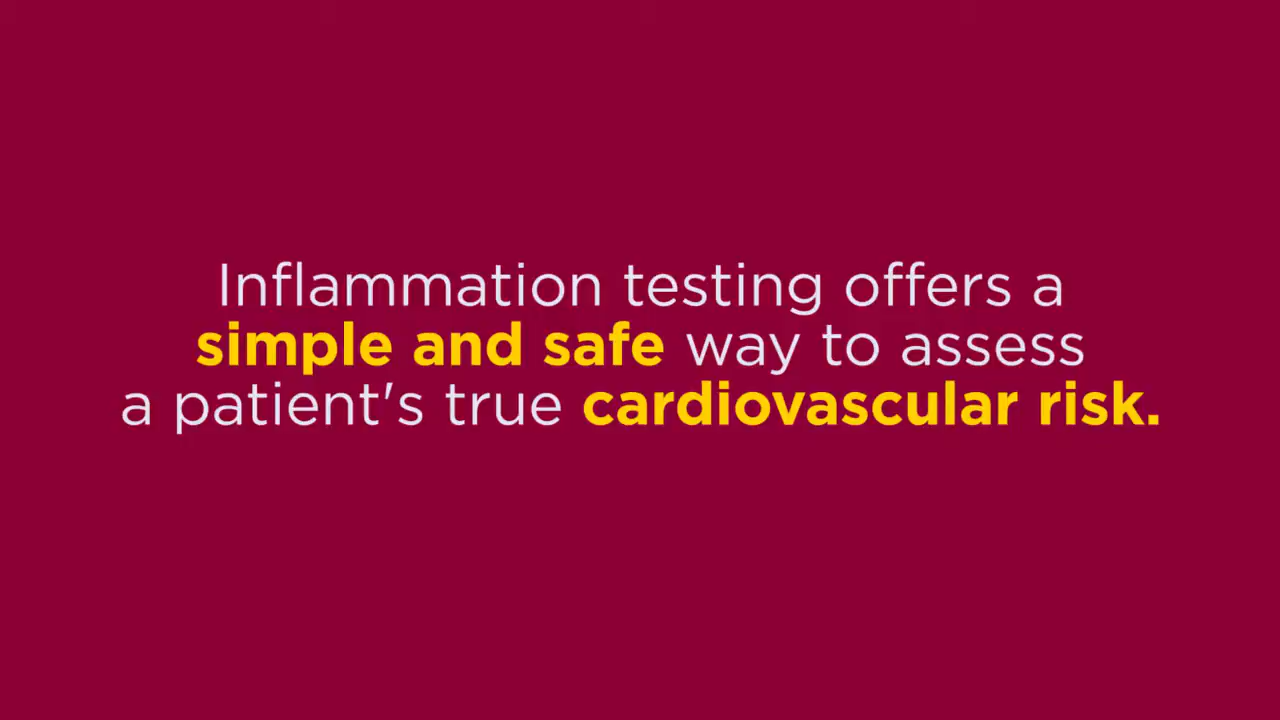 Inflammation testing offers a
simple and safe way to assess
a patient's true cardiovascular risk.